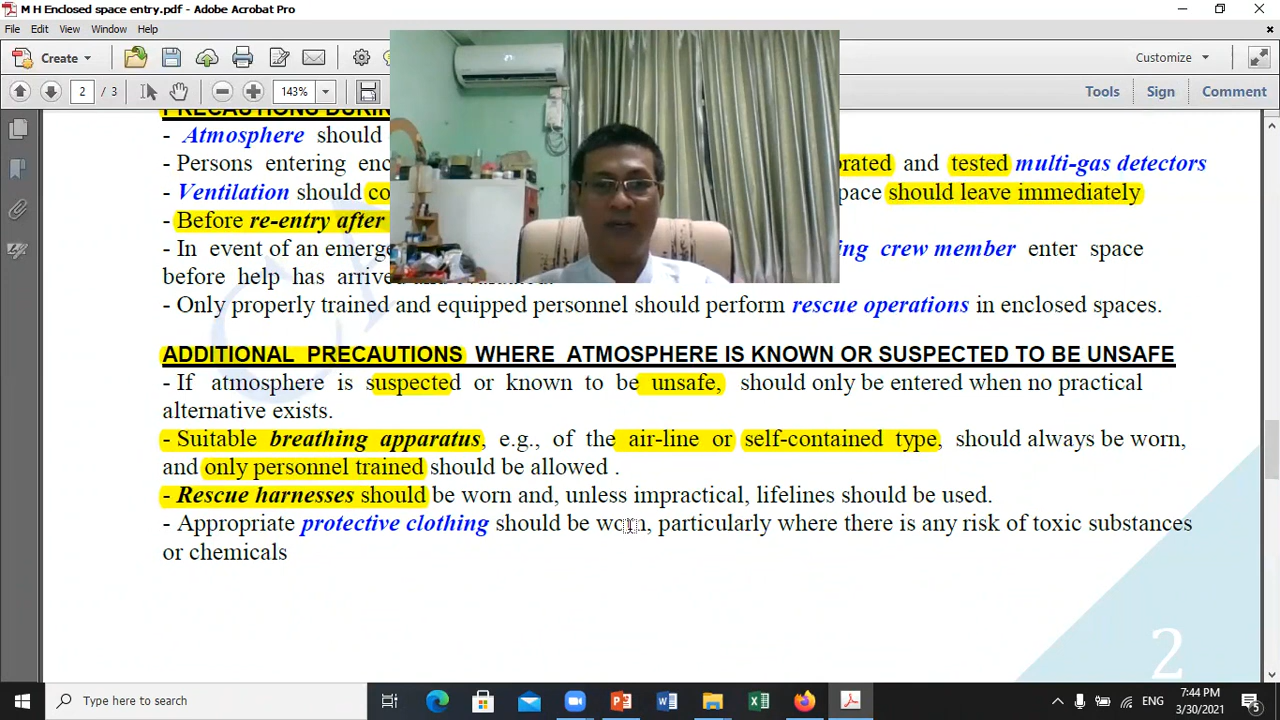 M H Enclosed space entry.pdf - Adobe Acrobat Pro
File Edit View Window Help
Create Customize
2 / 3 143% Tools Sign Comment
PRECAUTIONS DURIN
- Atmosphere should
- Persons entering enc orated and tested multi-gas detectors
- Ventilation should co pace should leave immediately
- Before re-entry after
- In event of an emerge ing crew member enter space
before help has arrived and evaluated.
- Only properly trained and equipped personnel should perform rescue operations in enclosed spaces.
ADDITIONAL PRECAUTIONS WHERE ATMOSPHERE IS KNOWN OR SUSPECTED TO BE UNSAFE
- If atmosphere is suspected or known to be unsafe, should only be entered when no practical
alternative exists.
- Suitable breathing apparatus, e.g., of the air-line or self-contained type, should always be worn,
and only personnel trained should be allowed .
- Rescue harnesses should be worn and, unless impractical, lifelines should be used.
- Appropriate protective clothing should be worn, particularly where there is any risk of toxic substances
or chemicals
2
Type here to search
ENG 7:44 PM
3/30/2021 5